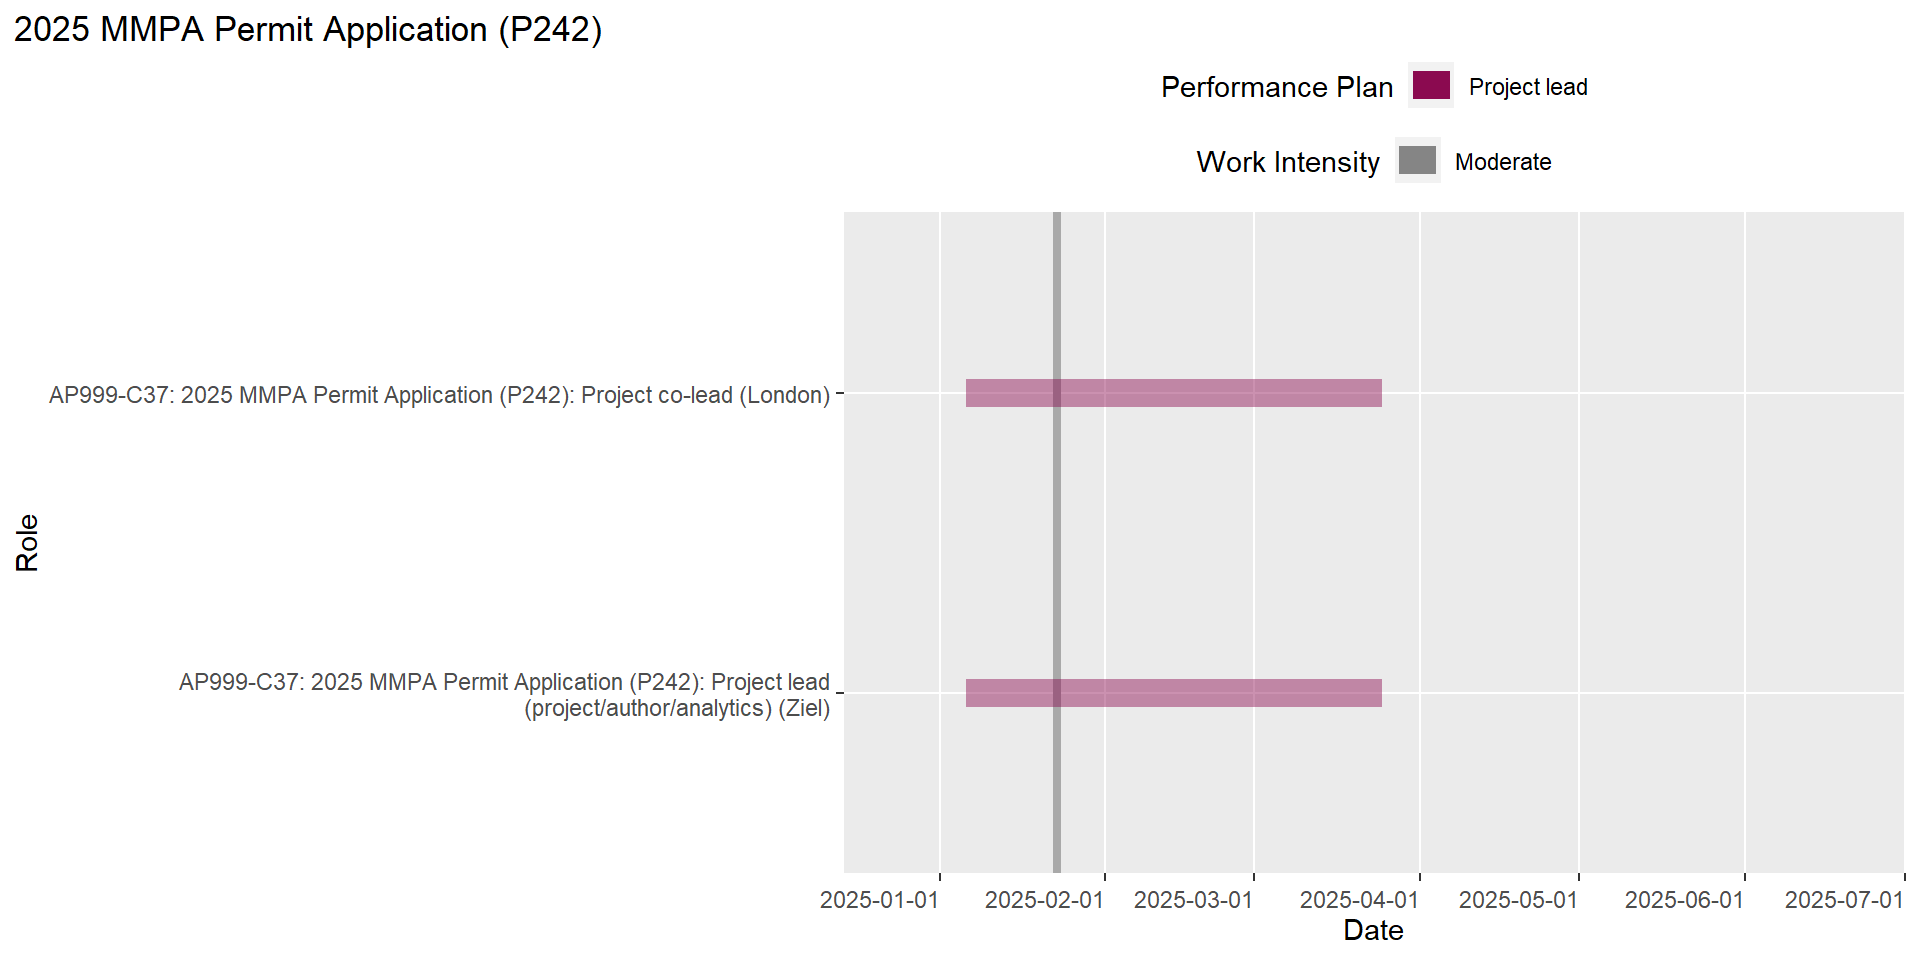 2025 MMPA Permit Application (P242)
Performance Plan
Project lead
Work Intensity
Moderate
Role
AP999-C37: 2025 MMPA Permit Application (P242): Project co-lead (London)
AP999-C37: 2025 MMPA Permit Application (P242): Project lead
(project/author/analytics) (Ziel)
2025-01-01
2025-02-01
2025-03-01
2025-04-01
2025-05-01
2025-06-01
2025-07-01
Date